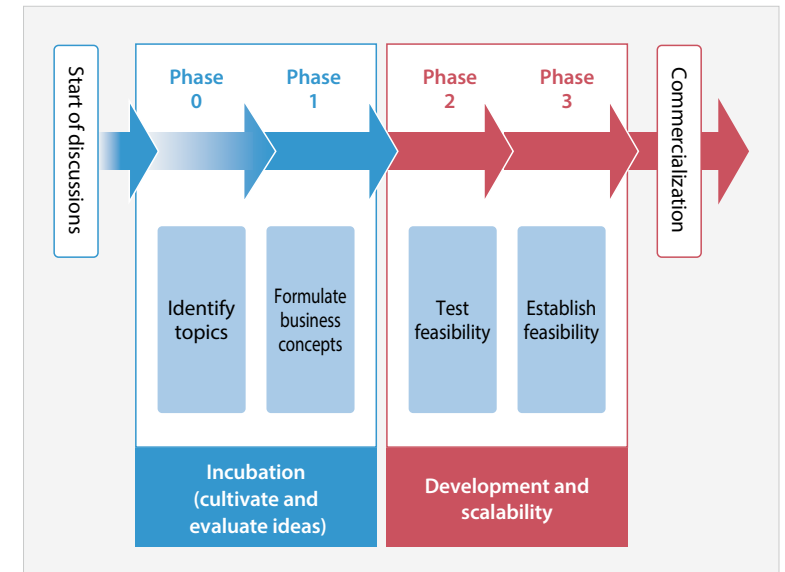 Start of discussions
Phase
0
Phase
1
Phase
2
Phase
3
Commercialization
Identify
topics
Formulate
business
concepts
Test
feasibility
Establish
feasibility
Incubation
(cultivate and
evaluate ideas)
Development and
scalability